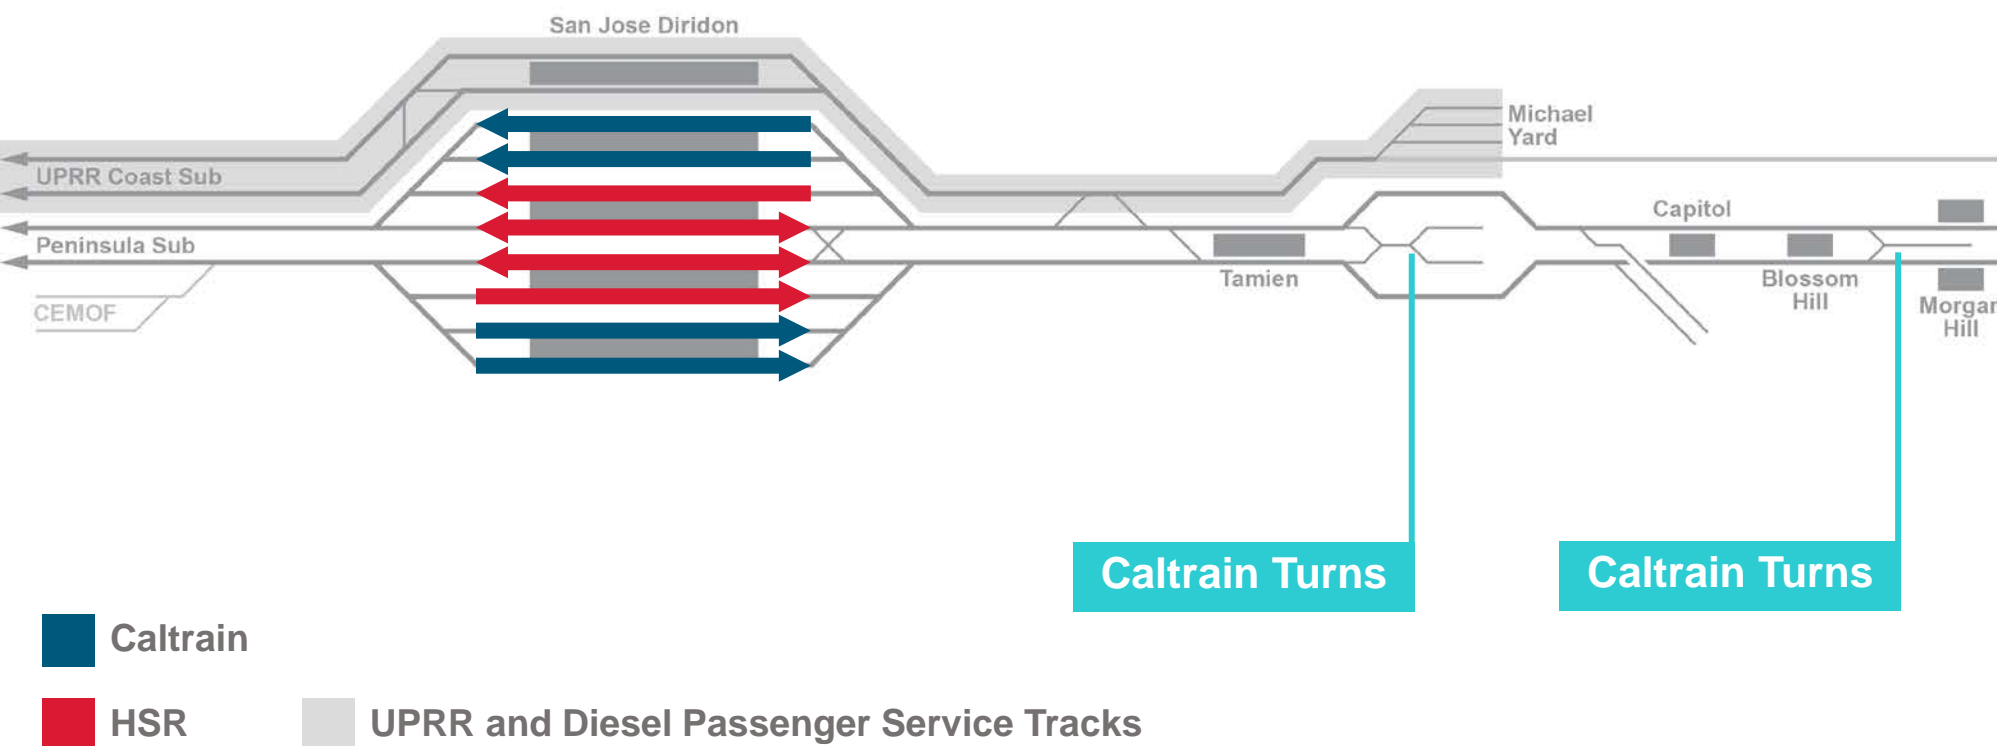 San Jose Diridon
Michael
Yard
UPRR Coast Sub
Capitol
Peninsula Sub
Tamien
Blossom
Hill
CEMOF
Morgan
Hill
Caltrain Turns
Caltrain Turns
Caltrain
HSR
UPRR and Diesel Passenger Service Tracks